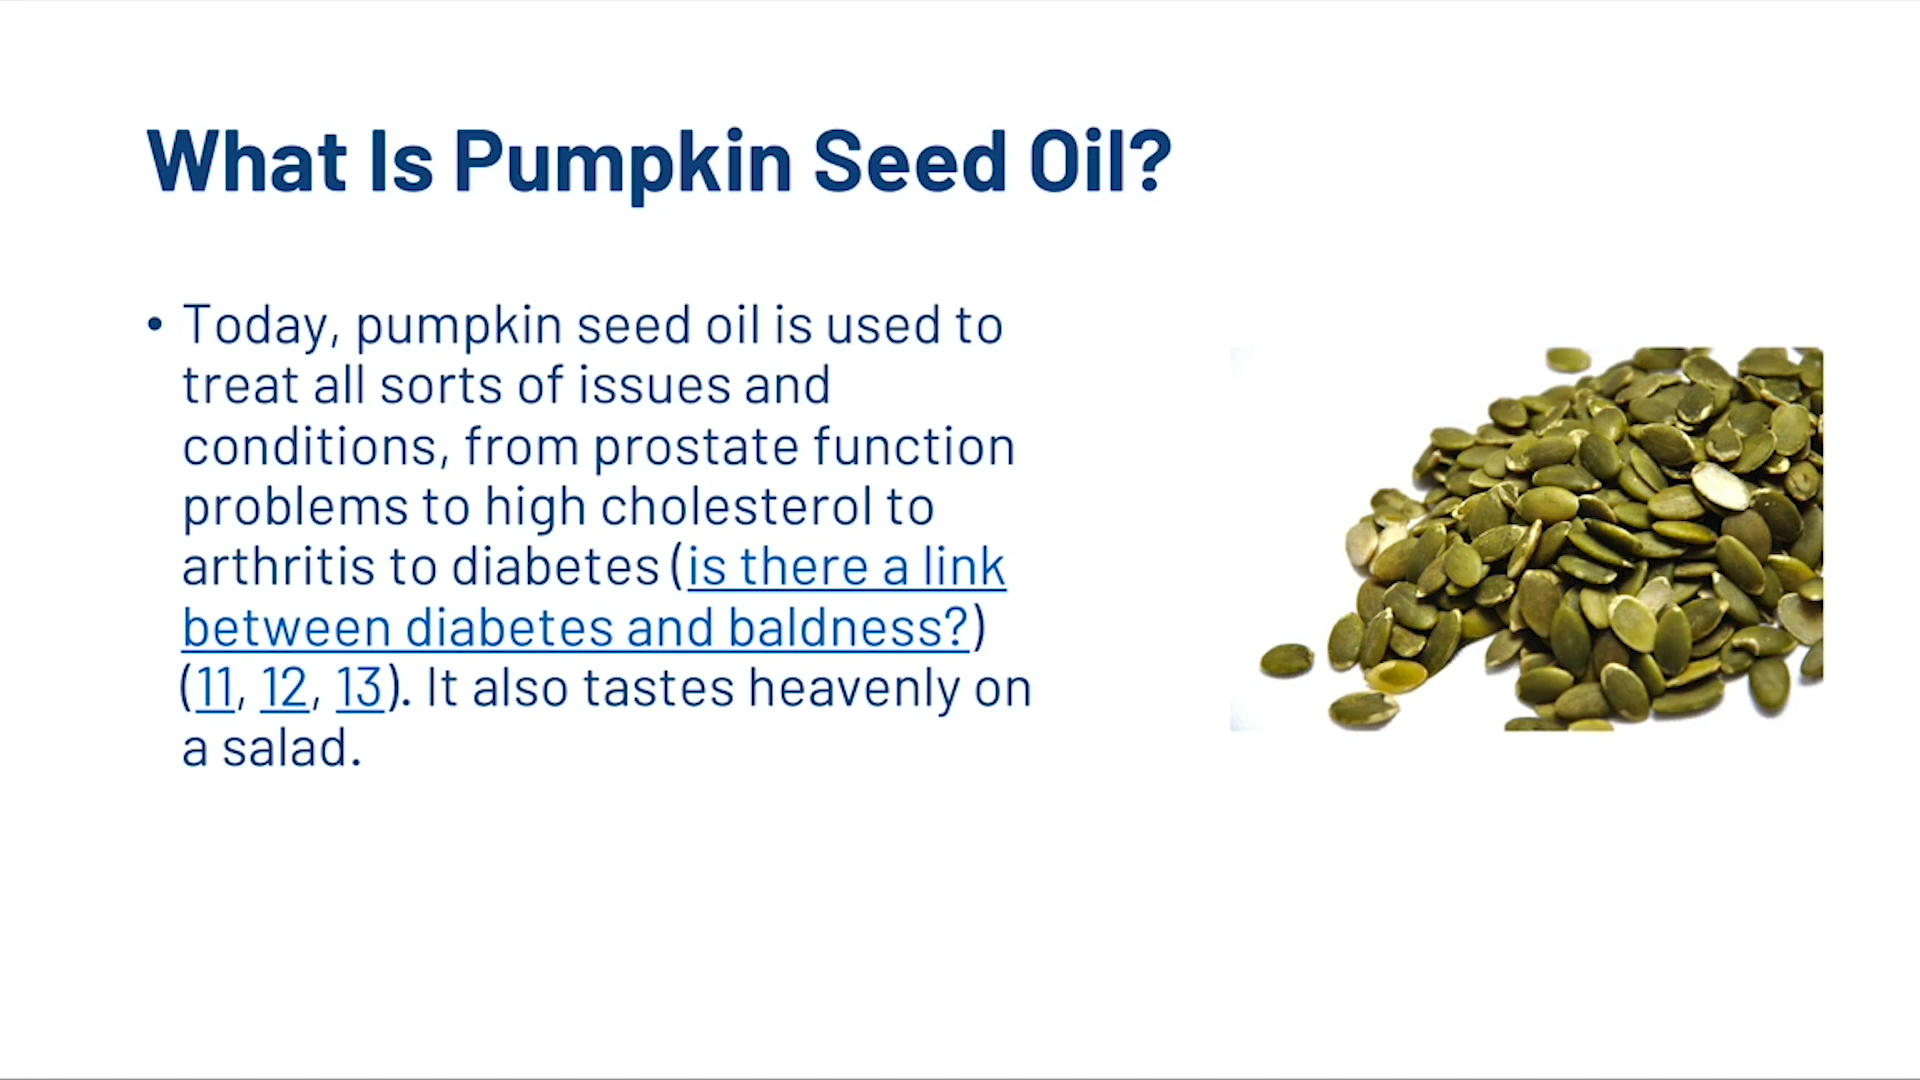 What Is Pumpkin Seed Oil?
• Today, pumpkin seed oil is used to
treat all sorts of issues and
conditions, from prostate function
problems to high cholesterol to
arthritis to diabetes (is there a link
between diabetes and baldness?)
(11, 12, 13). It also tastes heavenly on
a salad.